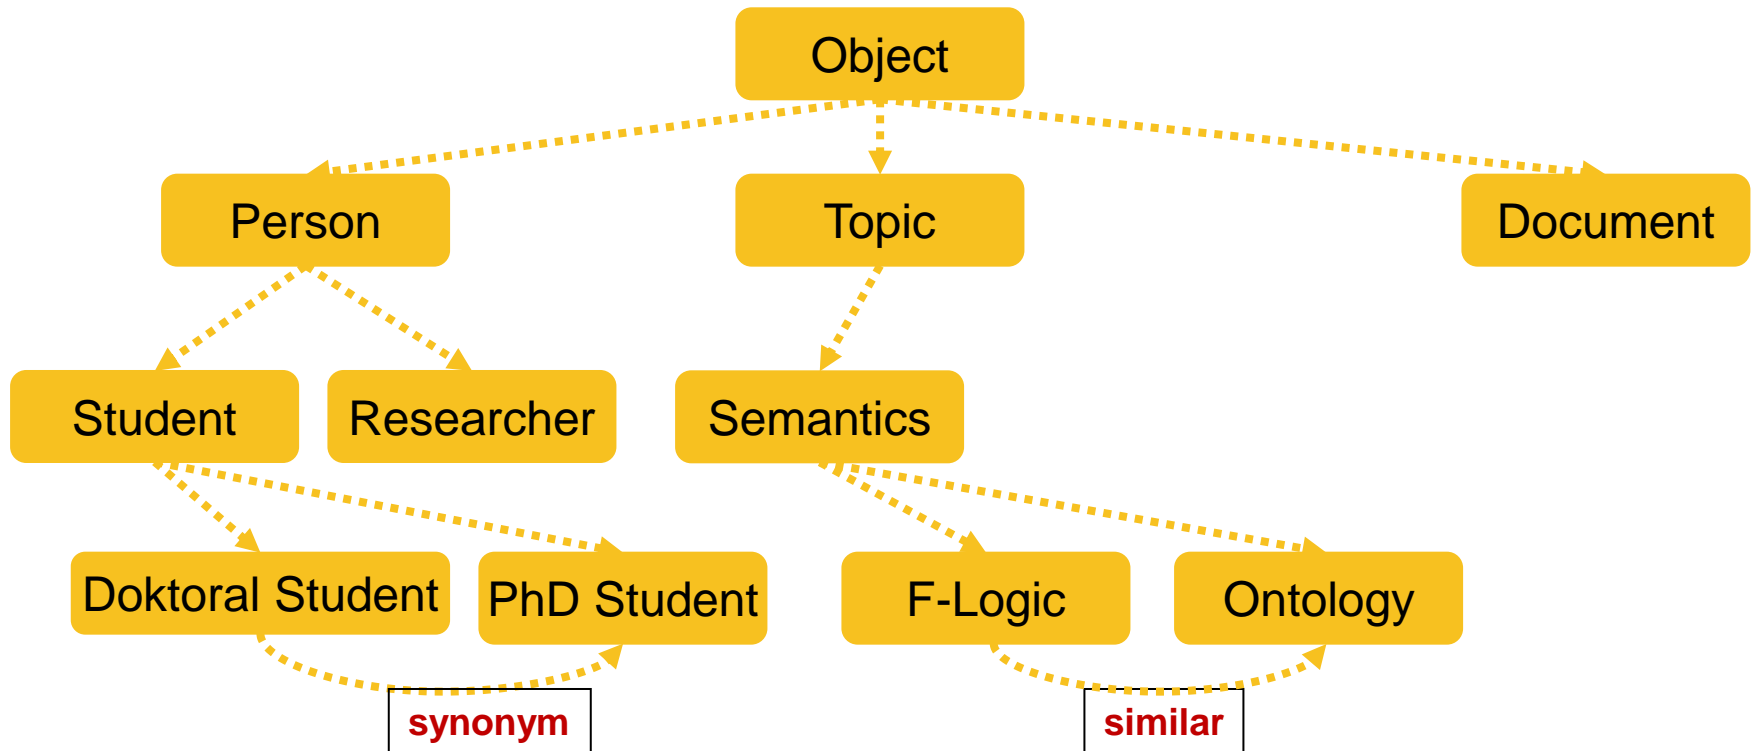 Object
Person
Topic
Document
Student
Researcher
Semantics
Doktoral Student
PhD Student
F-Logic
Ontology
synonym
similar